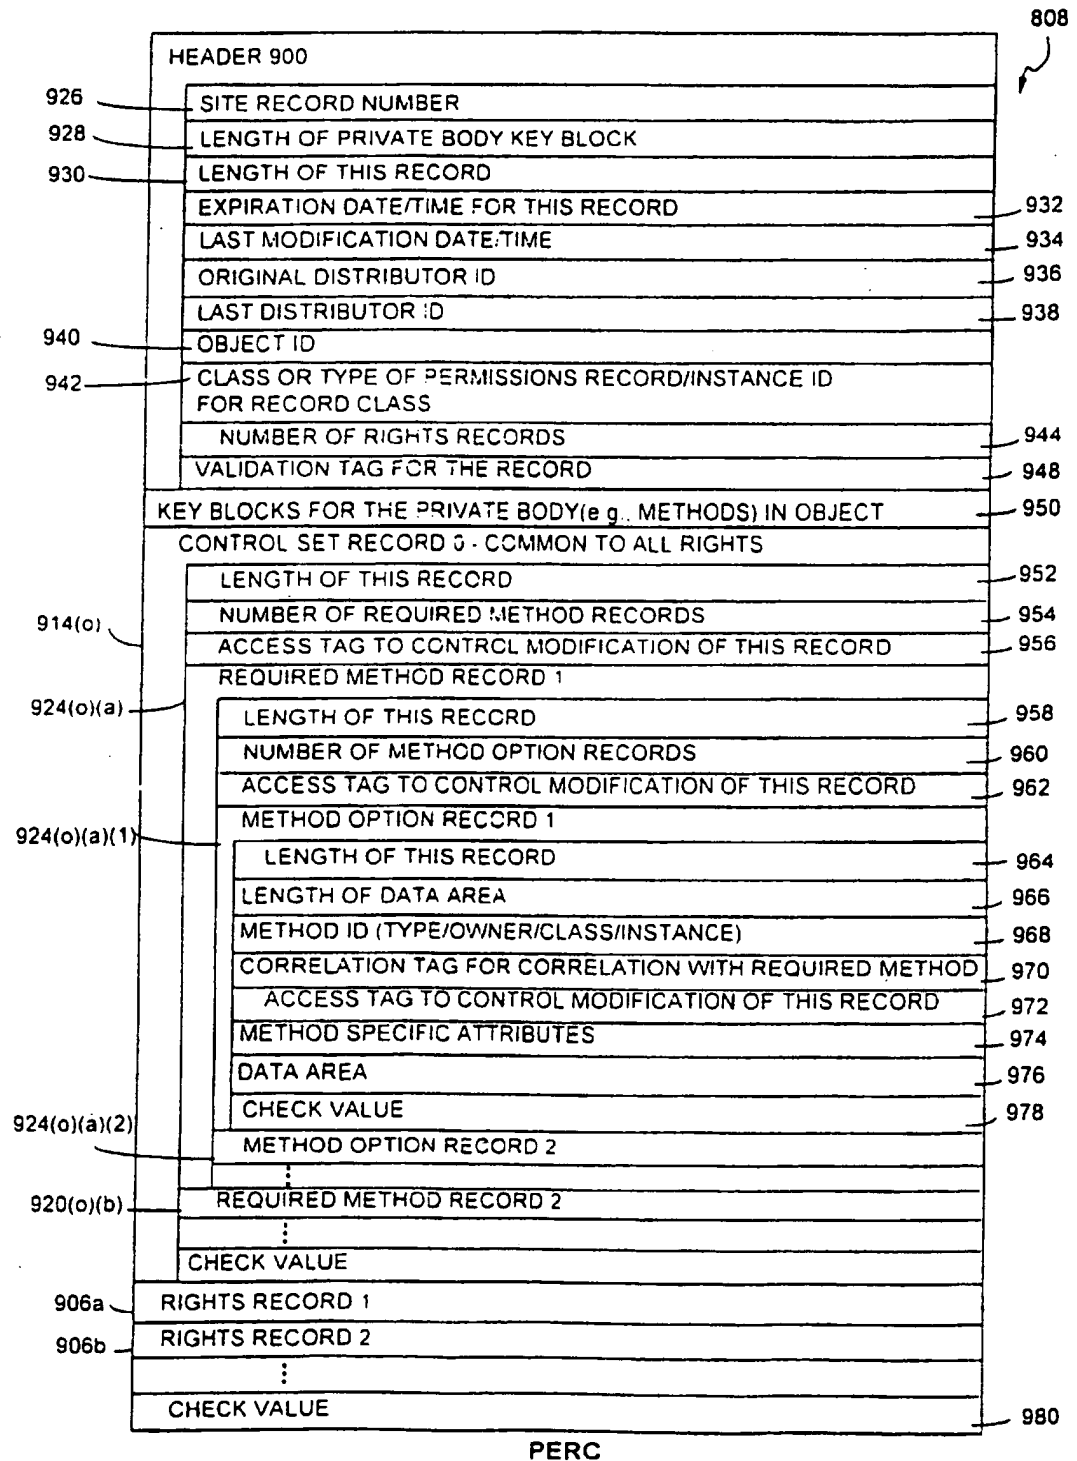 808
HEADER 900
926 SITE RECORD NUMBER
928 LENGTH OF PRIVATE BODY KEY BLOCK
930 LENGTH OF THIS RECORD
EXPIRATION DATE/TIME FOR THIS RECORD 932
LAST MODIFICATION DATE/TIME 934
ORIGINAL DISTRIBUTOR ID 936
LAST DISTRIBUTOR ID 938
940 OBJECT ID
942 CLASS OR TYPE OF PERMISSIONS RECORD/INSTANCE ID
FOR RECORD CLASS
NUMBER OF RIGHTS RECORDS 944
VALIDATION TAG FOR THE RECORD 948
KEY BLOCKS FOR THE PRIVATE BODY(e g., METHODS) IN OBJECT 950
CONTROL SET RECORD 0 - COMMON TO ALL RIGHTS
LENGTH OF THIS RECORD 952
914(o) NUMBER OF REQUIRED METHOD RECORDS 954
ACCESS TAG TO CONTROL MODIFICATION OF THIS RECORD 956
REQUIRED METHOD RECORD 1
924(o)(a) LENGTH OF THIS RECORD 958
NUMBER OF METHOD OPTION RECORDS 960
ACCESS TAG TO CONTROL MODIFICATION OF THIS RECORD 962
924(o)(a)(1) METHOD OPTION RECORD 1
LENGTH OF THIS RECORD 964
LENGTH OF DATA AREA 966
METHOD ID (TYPE/OWNER/CLASS/INSTANCE) 968
CORRELATION TAG FOR CORRELATION WITH REQUIRED METHOD 970
ACCESS TAG TO CONTROL MODIFICATION OF THIS RECORD 972
METHOD SPECIFIC ATTRIBUTES 974
DATA AREA 976
CHECK VALUE 978
924(o)(a)(2) METHOD OPTION RECORD 2
920(o)(b) REQUIRED METHOD RECORD 2
CHECK VALUE
906a RIGHTS RECORD 1
906b RIGHTS RECORD 2
CHECK VALUE 980
PERC